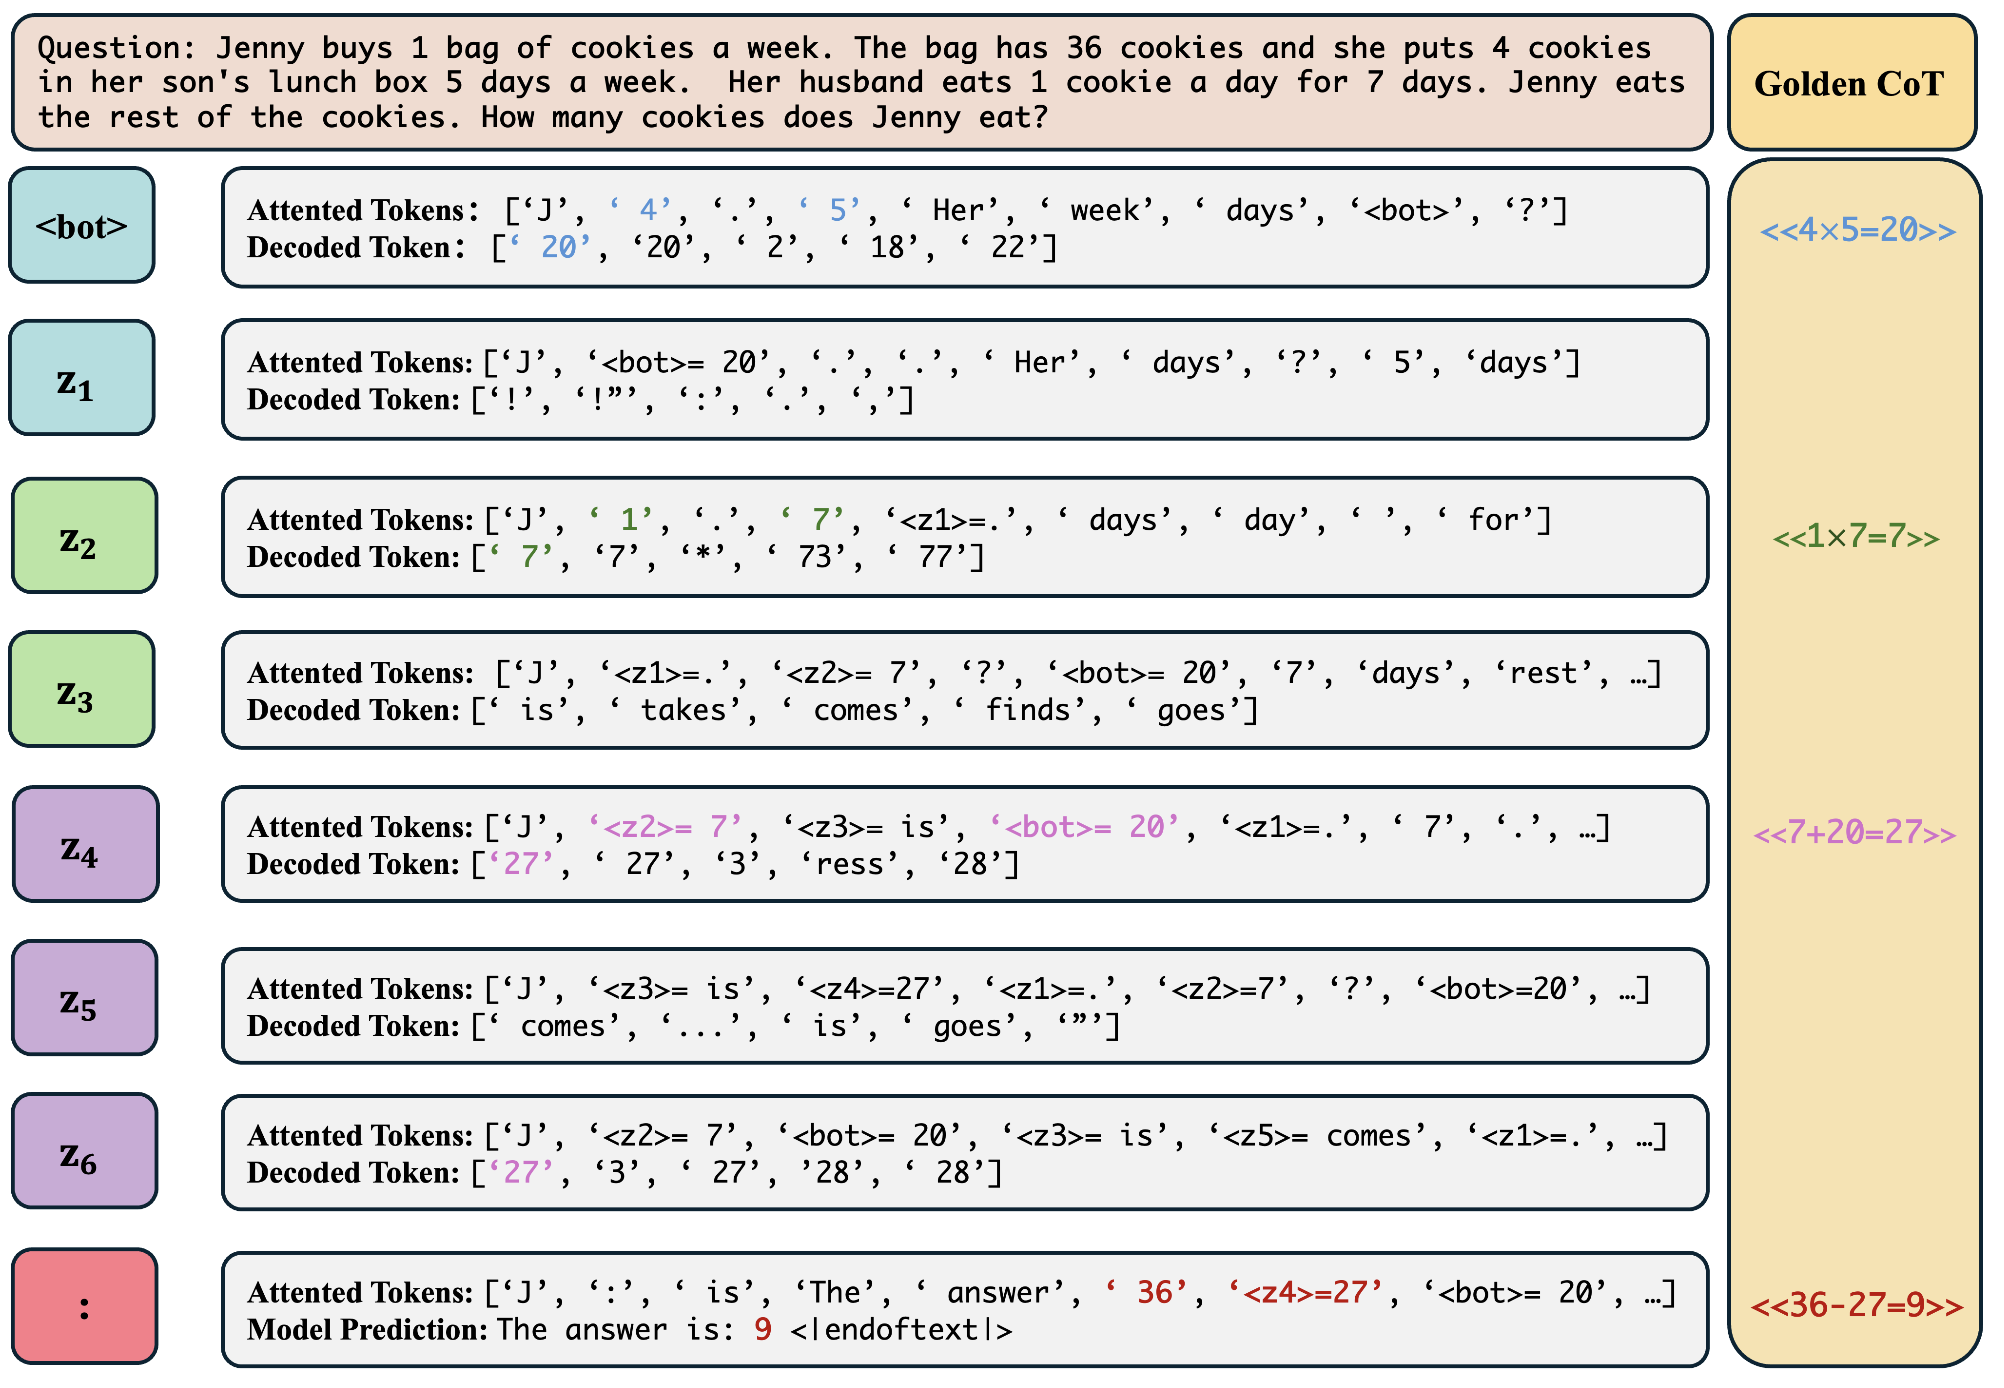 Question: Jenny buys 1 bag of cookies a week. The bag has 36 cookies and she puts 4 cookies
in her son's lunch box 5 days a week.  Her husband eats 1 cookie a day for 7 days. Jenny eats
the rest of the cookies. How many cookies does Jenny eat?
Golden CoT
<bot>
Attented Tokens: [‘J’, ‘ 4’, ‘.’, ‘ 5’, ‘ Her’, ‘ week’, ‘ days’, ‘<bot>’, ‘?’]
Decoded Token: [‘ 20’, ‘20’, ‘ 2’, ‘ 18’, ‘ 22’]
<<4×5=20>>
z₁
Attented Tokens: [‘J’, ‘<bot>= 20’, ‘.’, ‘.’, ‘ Her’, ‘ days’, ‘?’, ‘ 5’, ‘days’]
Decoded Token: [‘!’, ‘!”’, ‘:’, ‘.’, ‘,’]
z₂
Attented Tokens: [‘J’, ‘ 1’, ‘.’, ‘ 7’, ‘<z1>=.’, ‘ days’, ‘ day’, ‘ ’, ‘ for’]
Decoded Token: [‘ 7’, ‘7’, ‘*’, ‘ 73’, ‘ 77’]
<<1×7=7>>
z₃
Attented Tokens: [‘J’, ‘<z1>=.’, ‘<z2>= 7’, ‘?’, ‘<bot>= 20’, ‘7’, ‘days’, ‘rest’, …]
Decoded Token: [‘ is’, ‘ takes’, ‘ comes’, ‘ finds’, ‘ goes’]
z₄
Attented Tokens: [‘J’, ‘<z2>= 7’, ‘<z3>= is’, ‘<bot>= 20’, ‘<z1>=.’, ‘ 7’, ‘.’, …]
Decoded Token: [‘27’, ‘ 27’, ‘3’, ‘ress’, ‘28’]
<<7+20=27>>
z₅
Attented Tokens: [‘J’, ‘<z3>= is’, ‘<z4>=27’, ‘<z1>=.’, ‘<z2>=7’, ‘?’, ‘<bot>=20’, …]
Decoded Token: [‘ comes’, ‘...’, ‘ is’, ‘ goes’, ‘”’]
z₆
Attented Tokens: [‘J’, ‘<z2>= 7’, ‘<bot>= 20’, ‘<z3>= is’, ‘<z5>= comes’, ‘<z1>=.’, …]
Decoded Token: [‘27’, ‘3’, ‘ 27’, ’28’, ‘ 28’]
:
Attented Tokens: [‘J’, ‘:’, ‘ is’, ‘The’, ‘ answer’, ‘ 36’, ‘<z4>=27’, ‘<bot>= 20’, …]
Model Prediction: The answer is: 9 <|endoftext|>
<<36-27=9>>